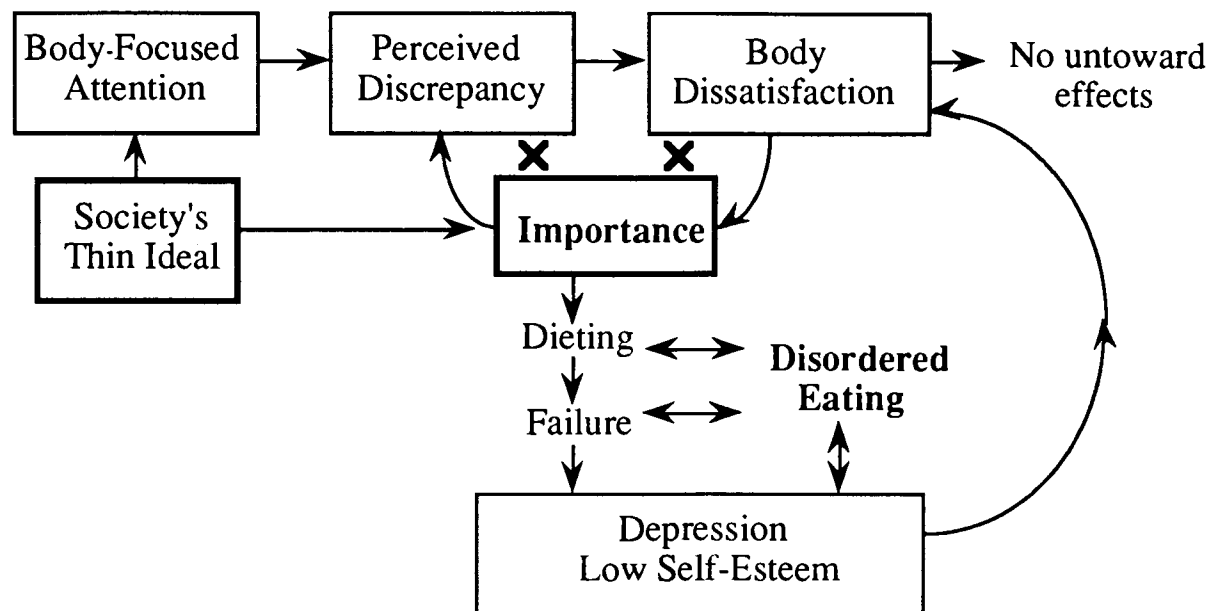 Body-Focused
Attention
Perceived
Discrepancy
Body
Dissatisfaction
No untoward
effects
Society's
Thin Ideal
Importance
Dieting
Disordered
Eating
Failure
Depression
Low Self-Esteem